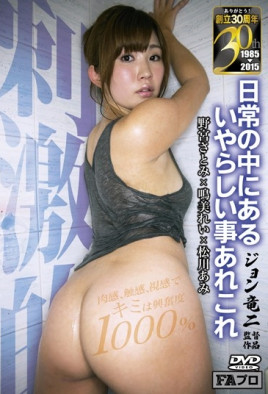 ありがとう!
創立30周年
30th
1985
2015
日常の中にある
いやらしい事あれこれ
ジョン竜二
監督
作品
野宮さとみ×鳴美れい×松川あみ
刺激的
肉感、触感、視感で
キミは興奮度
1000%
DVD
VIDEO
FAプロ